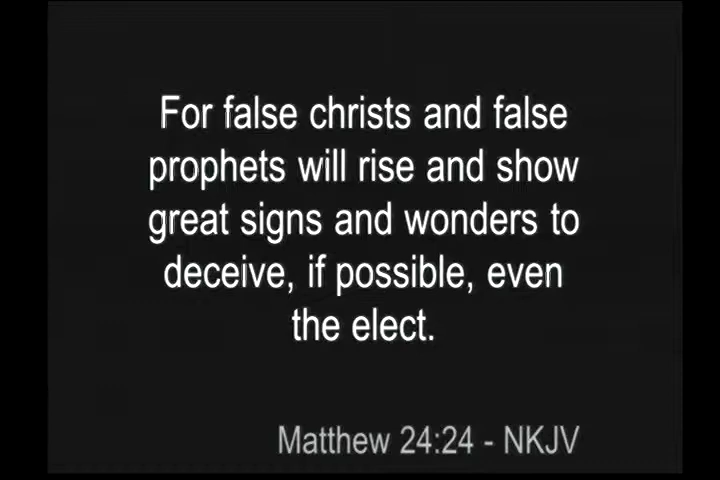 For false christs and false
prophets will rise and show
great signs and wonders to
deceive, if possible, even
the elect.
Matthew 24:24 - NKJV